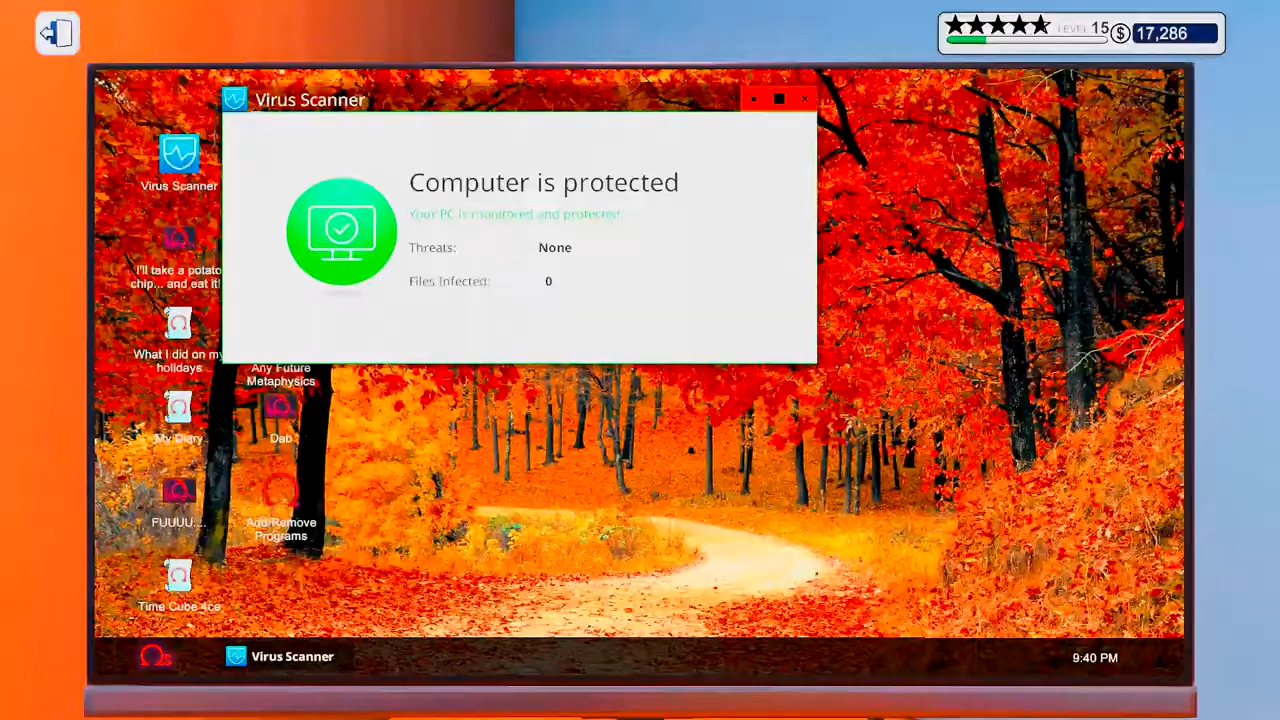 LEVEL 15
17,286
Virus Scanner
Computer is protected
Your PC is monitored and protected
Threats: None
Files Infected: 0
Virus Scanner
I'll take a potato
chip... and eat it!
What I did on my
holidays
Any Future
Metaphysics
My Diary
Dab
FUUUU....
Add/Remove
Programs
Time Cube 4ce
Virus Scanner
9:40 PM